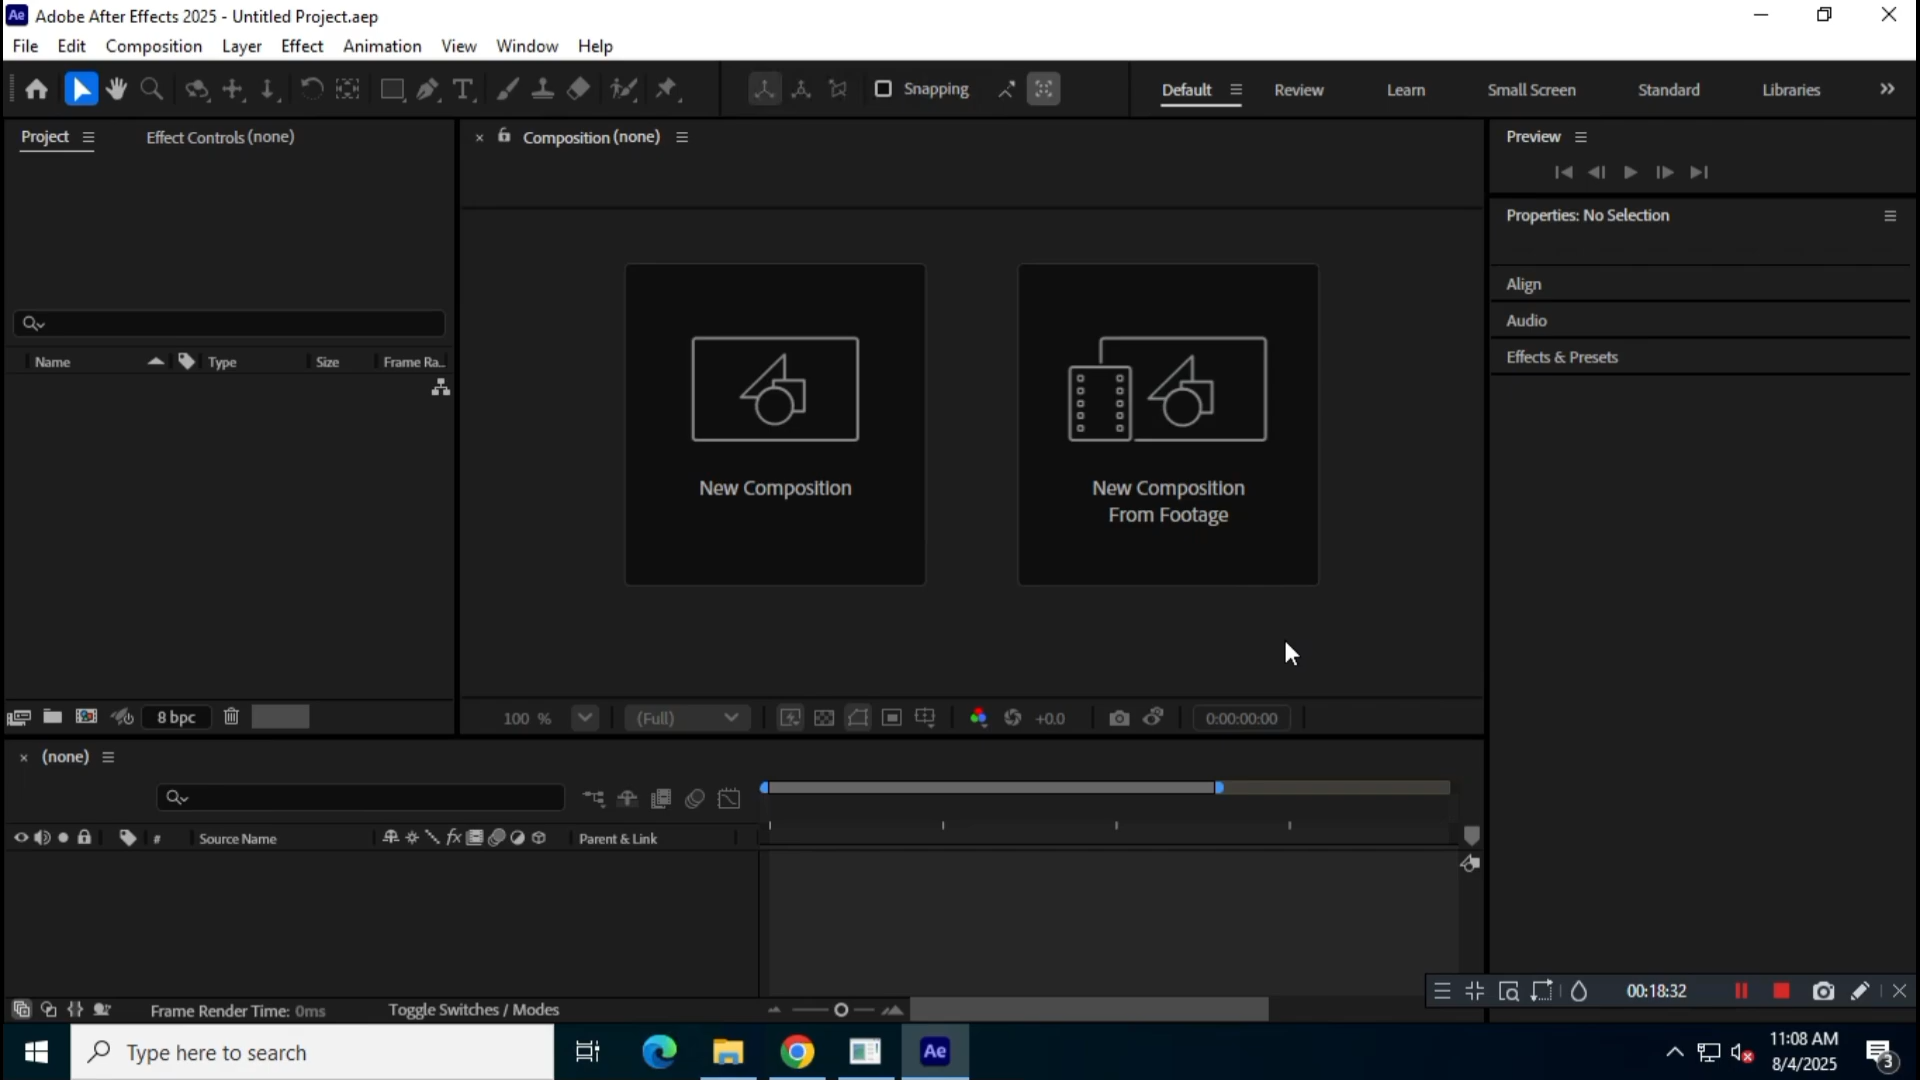 Ae Adobe After Effects 2025 - Untitled Project.aep
File Edit Composition Layer Effect Animation View Window Help
T Snapping Default Review Learn Small Screen Standard Libraries
Project Effect Controls (none)
Composition (none)
Preview
Properties: No Selection
Align
Audio
Effects & Presets
Name Type Size Frame Ra..
New Composition
New Composition
From Footage
8 bpc
100 % (Full) +0.0 0:00:00:00
(none)
# Source Name fx Parent & Link
Frame Render Time: 0ms Toggle Switches / Modes
00:18:32
Type here to search
Ae
11:08 AM
8/4/2025
3